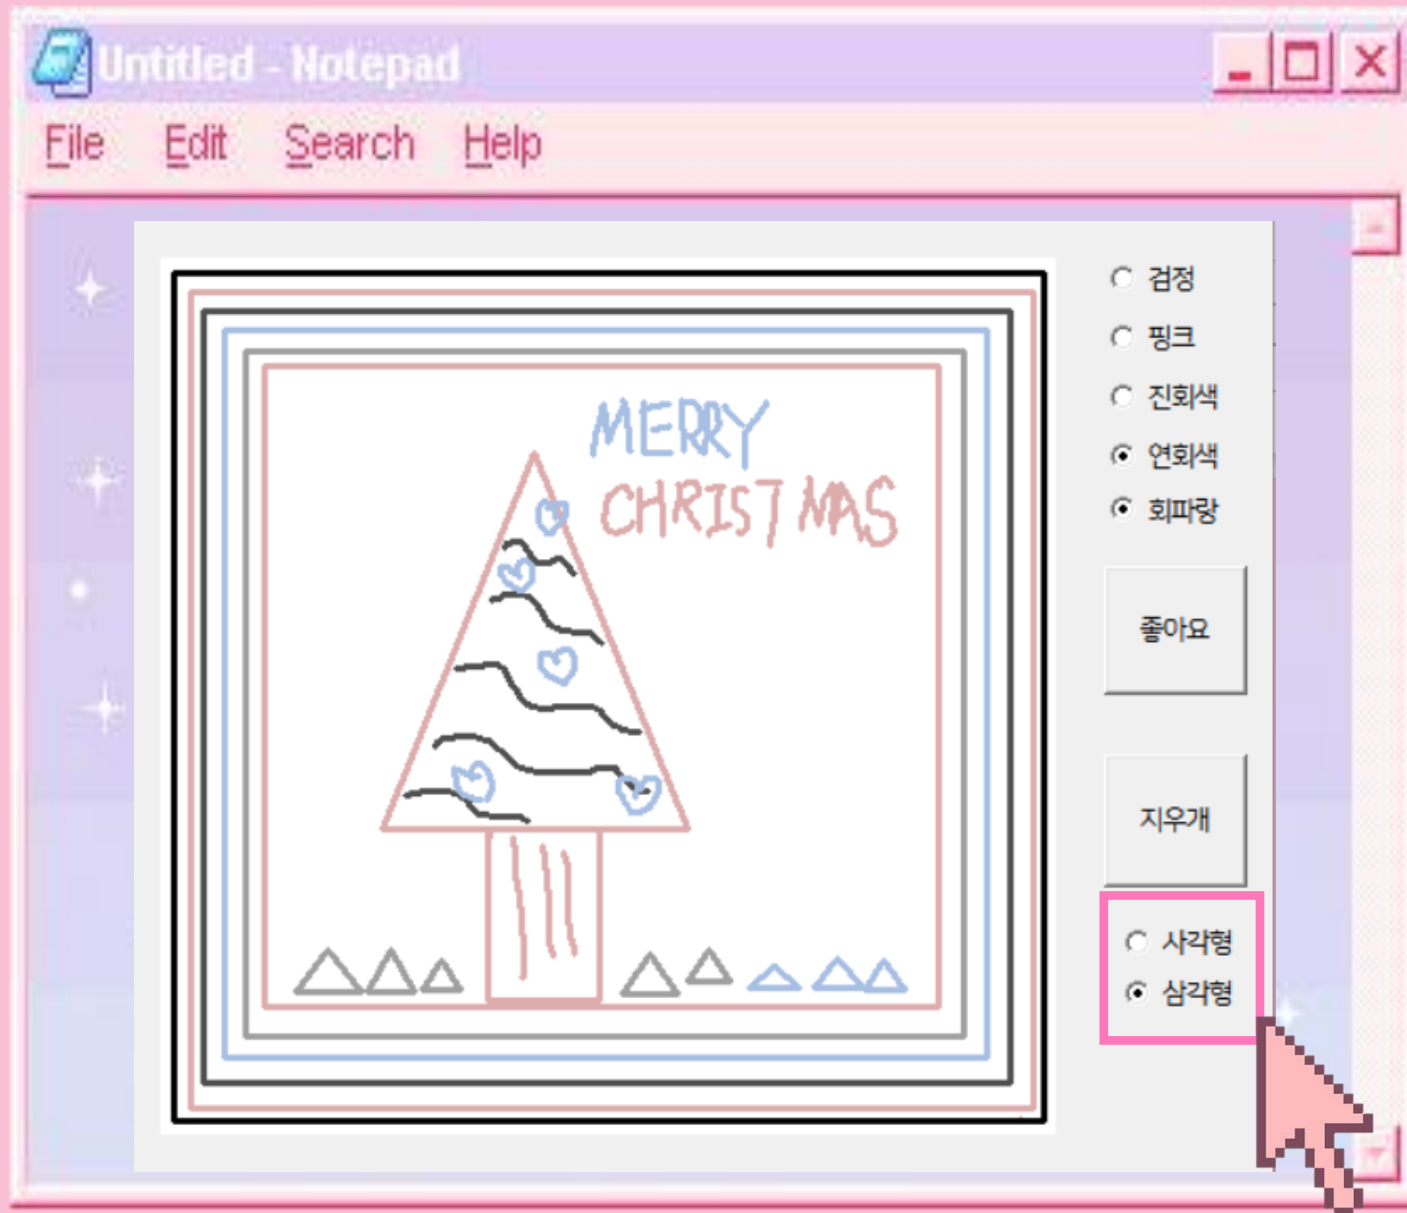 Untitled - Notepad
File Edit Search Help
MERRY
CHRISTMAS
검정
핑크
진회색
연회색
회파랑
좋아요
지우개
사각형
삼각형